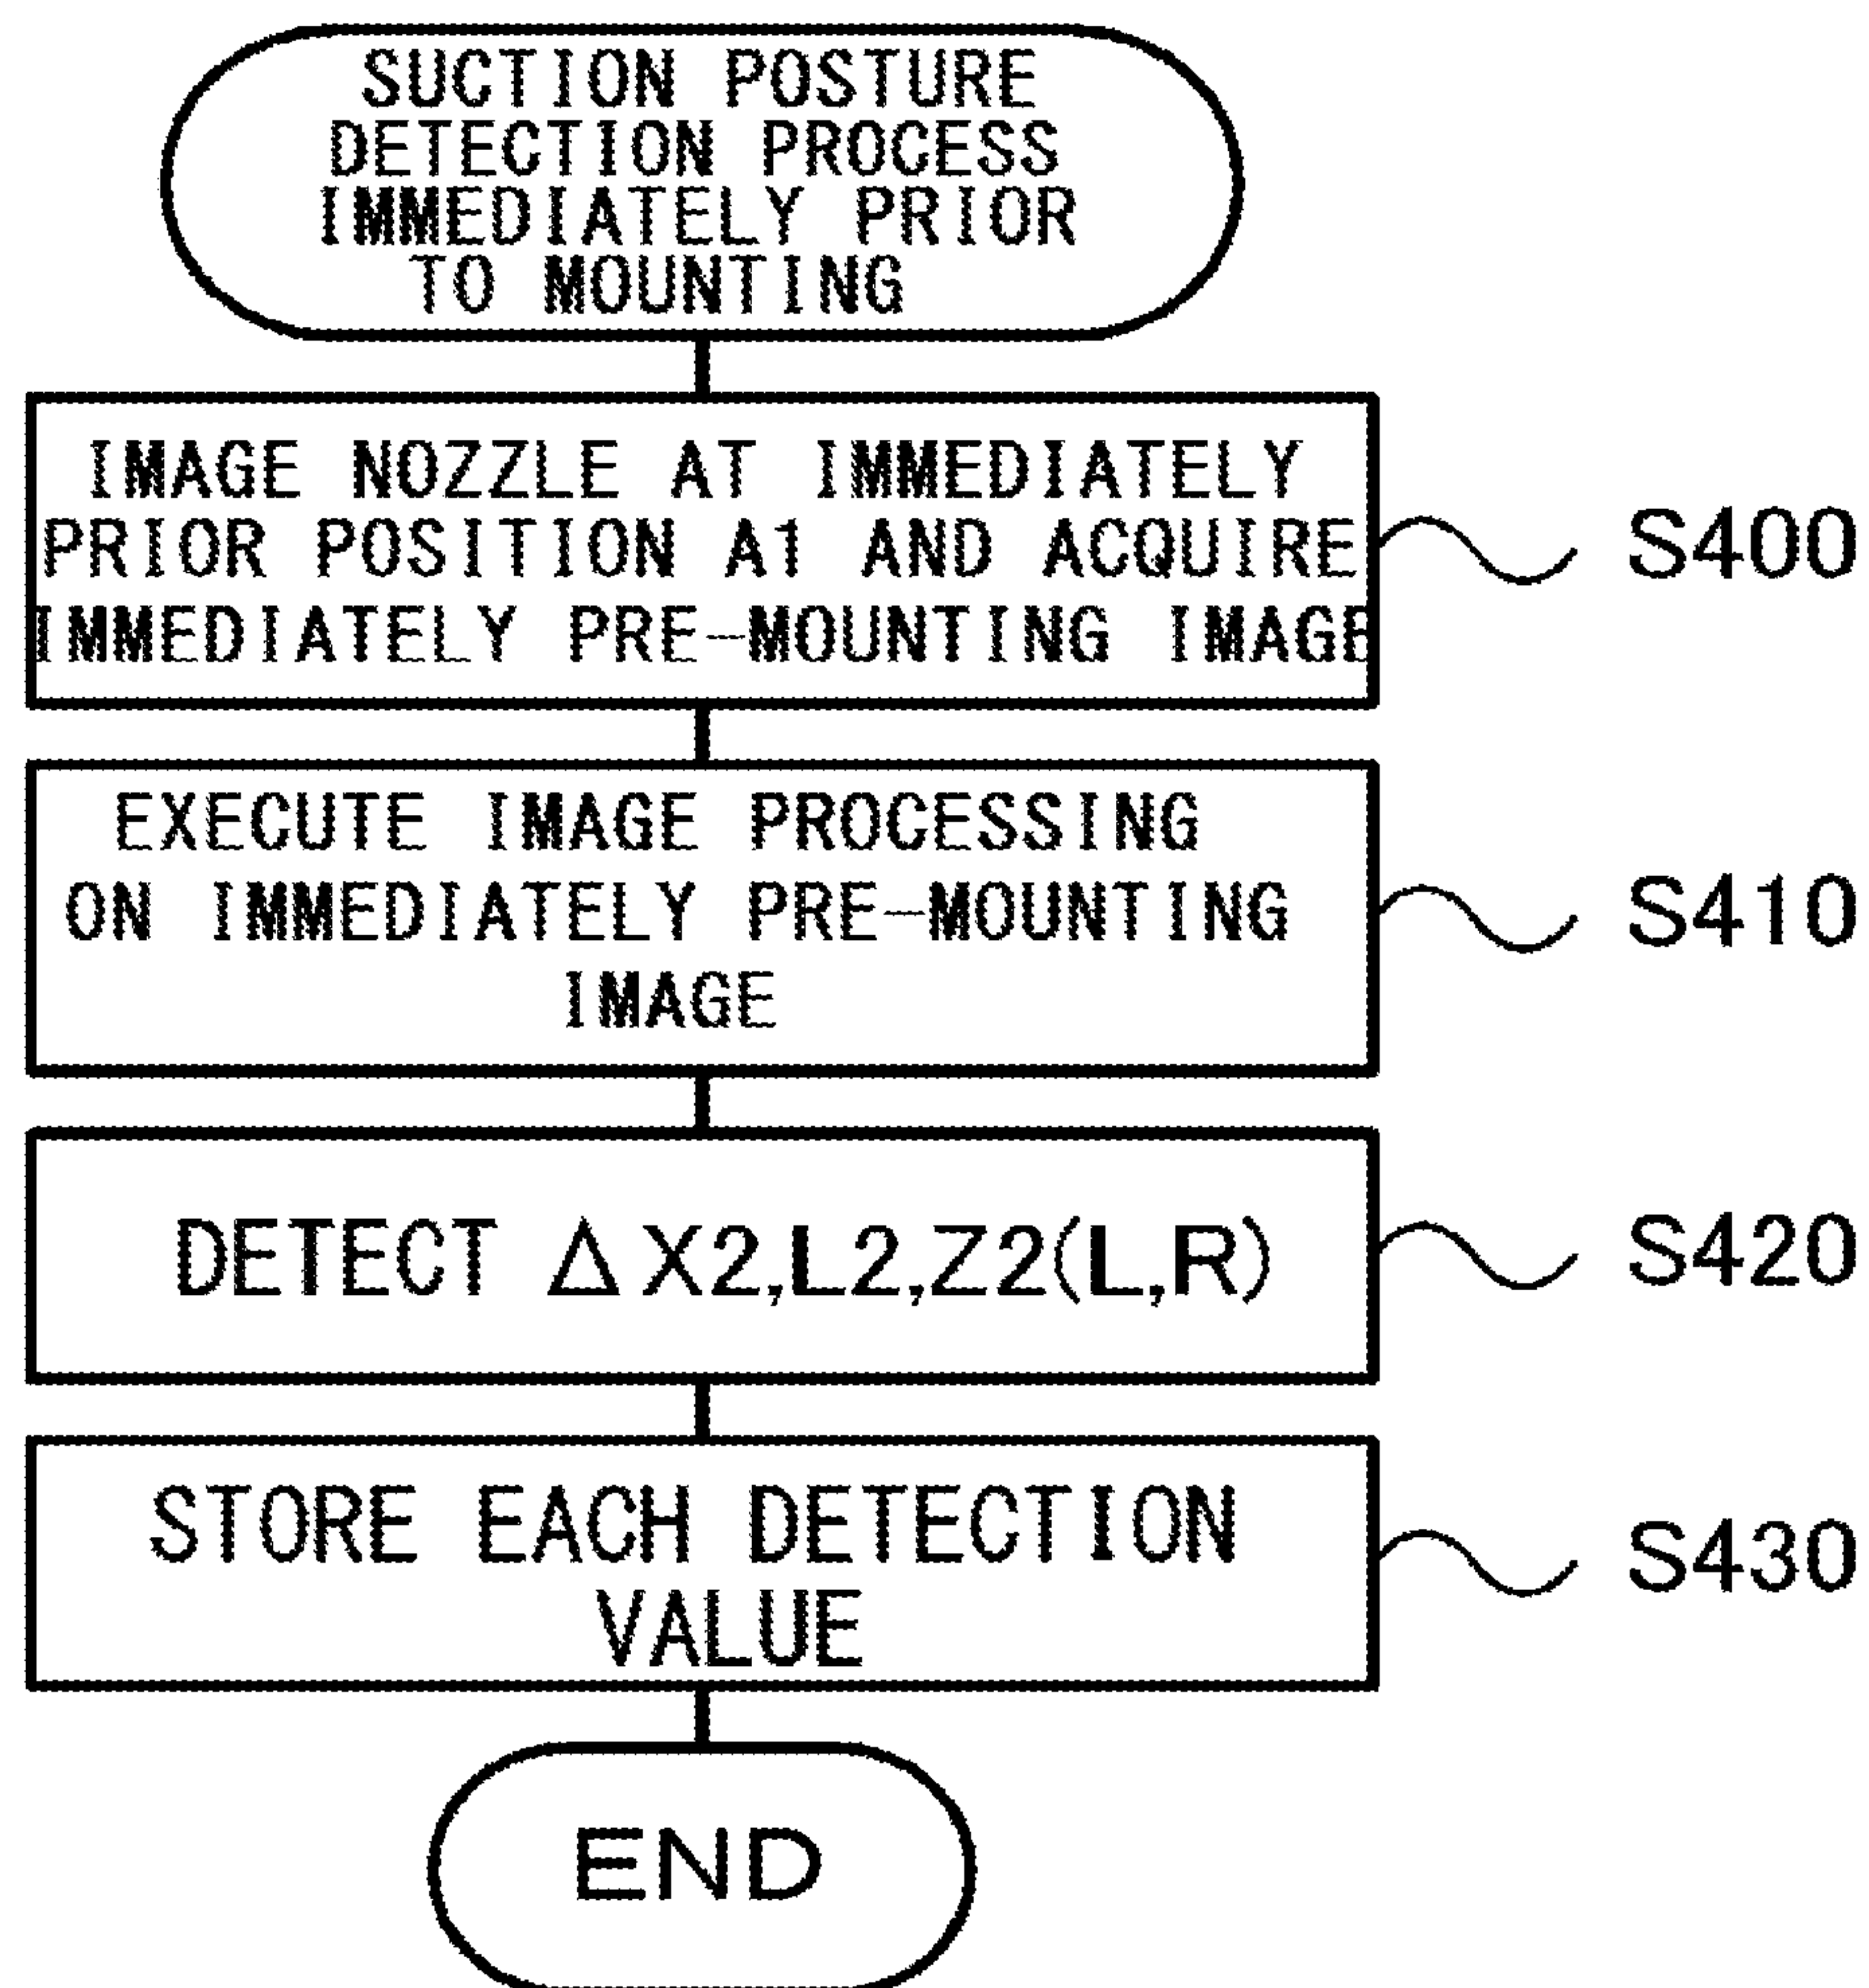 SUCTION POSTURE
DETECTION PROCESS
IMMEDIATELY PRIOR
TO MOUNTING
IMAGE NOZZLE AT IMMEDIATELY
PRIOR POSITION A1 AND ACQUIRE
IMMEDIATELY PRE-MOUNTING IMAGE
S400
EXECUTE IMAGE PROCESSING
ON IMMEDIATELY PRE-MOUNTING
IMAGE
S410
DETECT ΔX2,L2,Z2(L,R)
S420
STORE EACH DETECTION
VALUE
S430
END